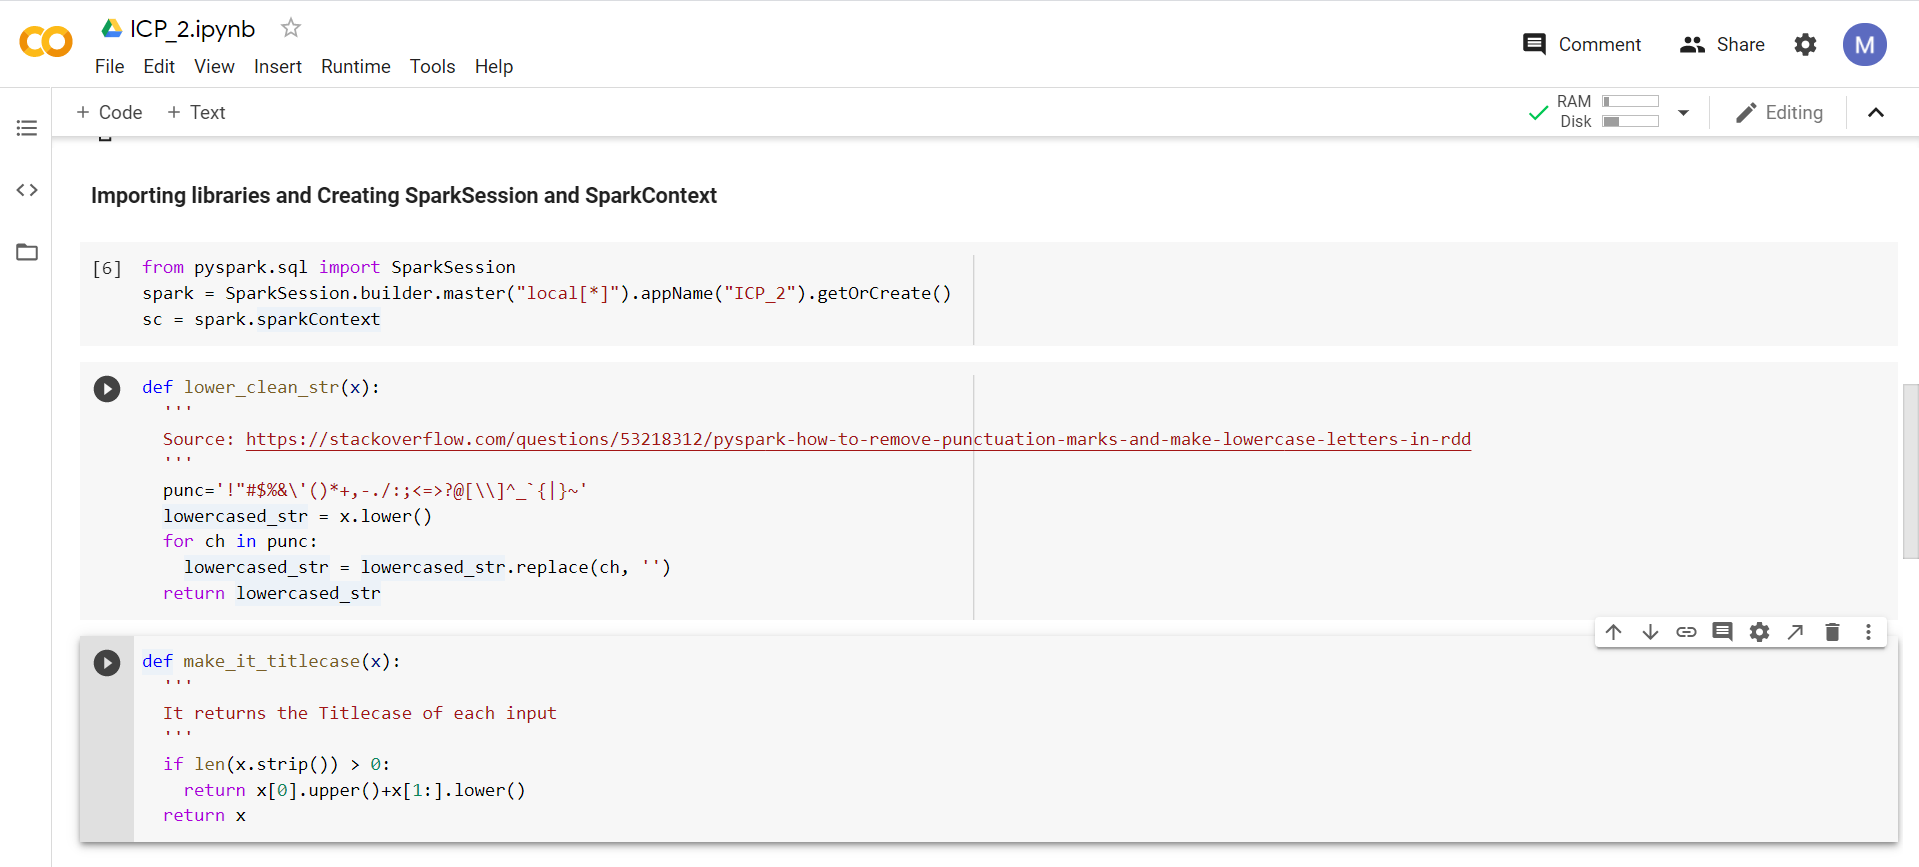 ICP_2.ipynb
File Edit View Insert Runtime Tools Help
Comment Share M
+ Code + Text
RAM
Disk
Editing
Importing libraries and Creating SparkSession and SparkContext
[6] from pyspark.sql import SparkSession
spark = SparkSession.builder.master("local[*]").appName("ICP_2").getOrCreate()
sc = spark.sparkContext
def lower_clean_str(x):
'''
Source: https://stackoverflow.com/questions/53218312/pyspark-how-to-remove-punctuation-marks-and-make-lowercase-letters-in-rdd
'''
punc='!"#$%&\'()*+,-./:;<=>?@[\\]^_`{|}~'
lowercased_str = x.lower()
for ch in punc:
lowercased_str = lowercased_str.replace(ch, '')
return lowercased_str
def make_it_titlecase(x):
'''
It returns the Titlecase of each input
'''
if len(x.strip()) > 0:
return x[0].upper()+x[1:].lower()
return x